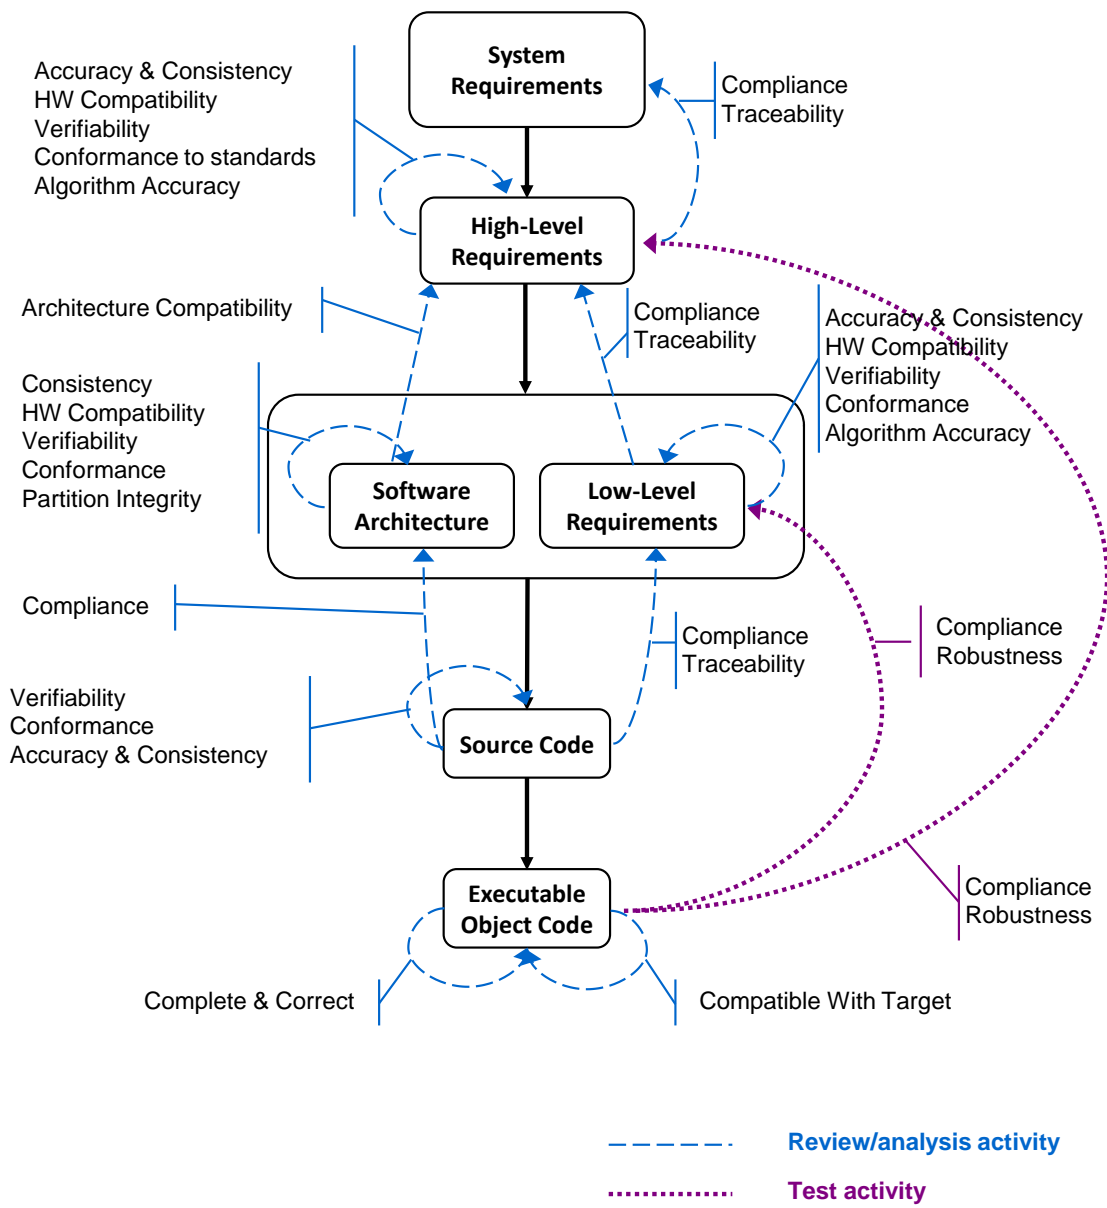 System
Requirements
Accuracy & Consistency
HW Compatibility
Verifiability
Conformance to standards
Algorithm Accuracy
Compliance
Traceability
High-Level
Requirements
Architecture Compatibility
Compliance
Traceability
Accuracy & Consistency
HW Compatibility
Verifiability
Conformance
Algorithm Accuracy
Consistency
HW Compatibility
Verifiability
Conformance
Partition Integrity
Software
Architecture
Low-Level
Requirements
Compliance
Compliance
Traceability
Compliance
Robustness
Verifiability
Conformance
Accuracy & Consistency
Source Code
Executable
Object Code
Compliance
Robustness
Complete & Correct
Compatible With Target
Review/analysis activity
Test activity